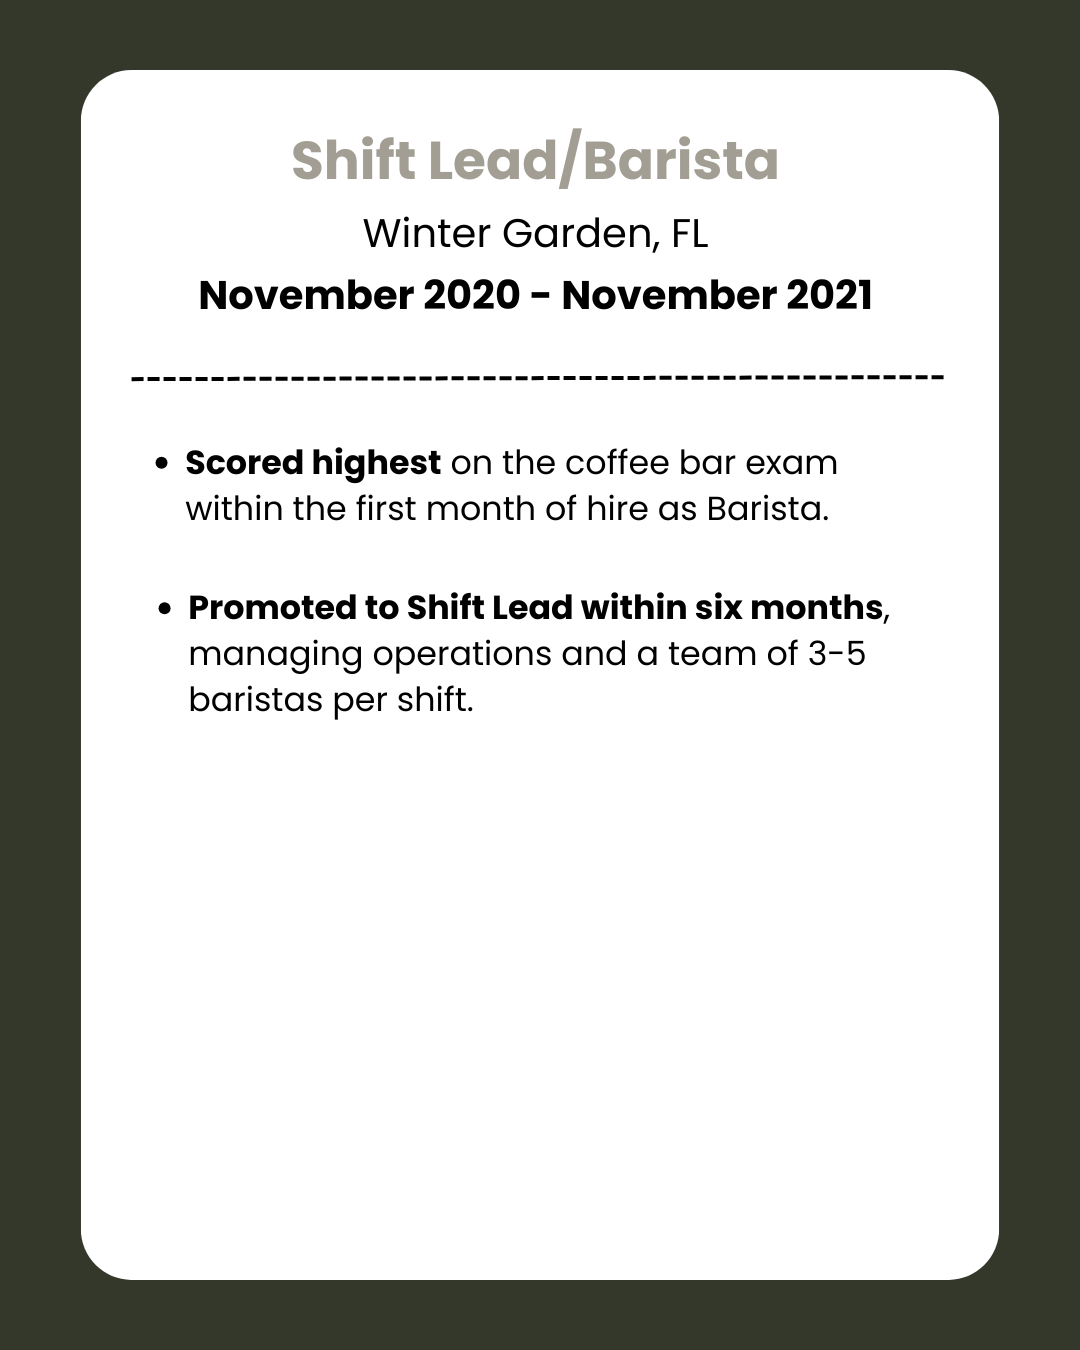 Shift Lead/Barista
Winter Garden, FL
November 2020 - November 2021
---------------------------------------------------
• Scored highest on the coffee bar exam
within the first month of hire as Barista.
• Promoted to Shift Lead within six months,
managing operations and a team of 3-5
baristas per shift.